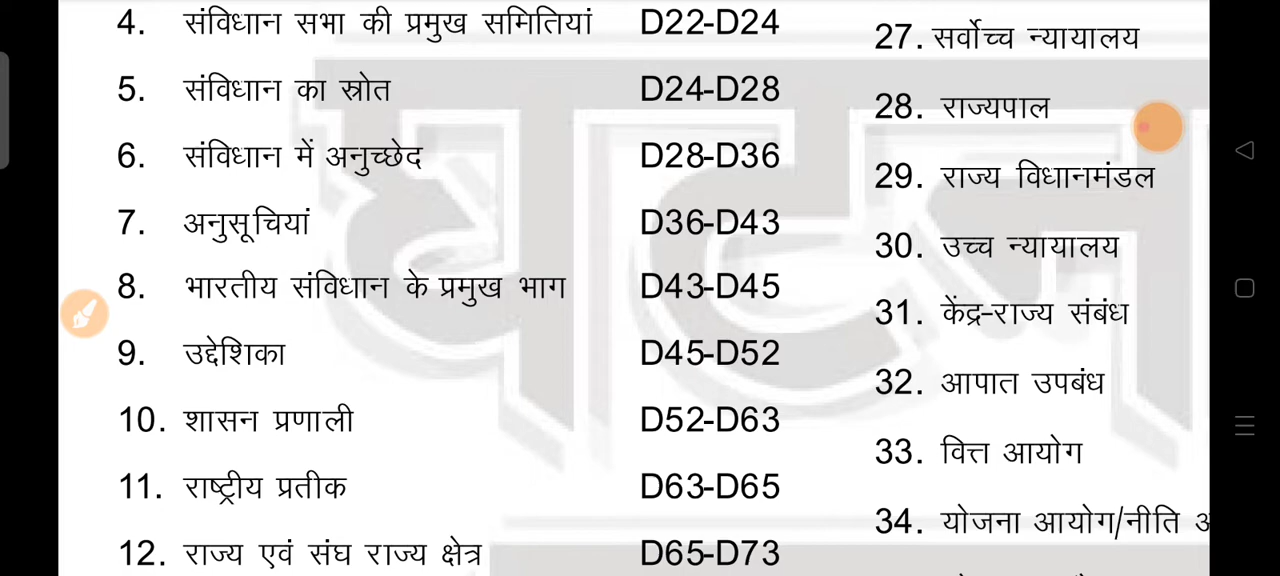 4. संविधान सभा की प्रमुख समितियां D22-D24
5. संविधान का स्रोत D24-D28
6. संविधान में अनुच्छेद D28-D36
7. अनुसूचियां D36-D43
8. भारतीय संविधान के प्रमुख भाग D43-D45
9. उद्देशिका D45-D52
10. शासन प्रणाली D52-D63
11. राष्ट्रीय प्रतीक D63-D65
12. राज्य एवं संघ राज्य क्षेत्र D65-D73
27. सर्वोच्च न्यायालय
28. राज्यपाल
29. राज्य विधानमंडल
30. उच्च न्यायालय
31. केंद्र-राज्य संबंध
32. आपात उपबंध
33. वित्त आयोग
34. योजना आयोग/नीति